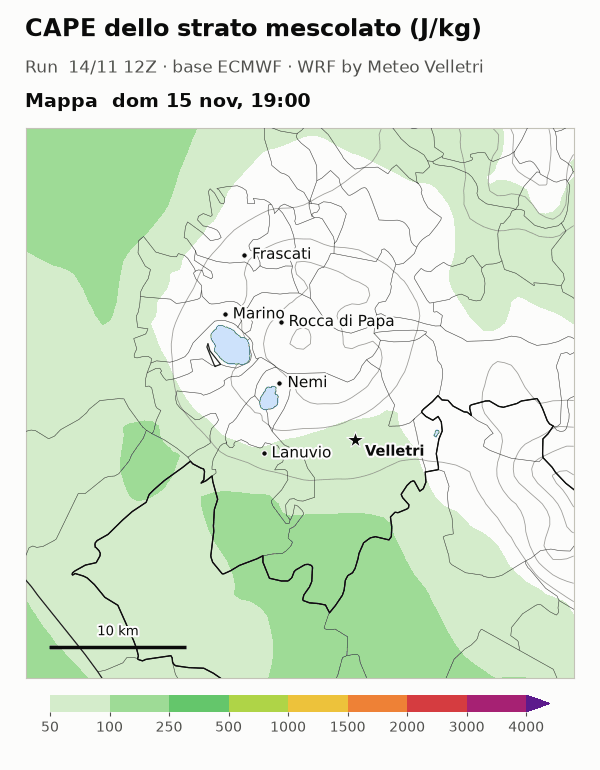 CAPE dello strato mescolato (J/kg)
Run  14/11 12Z · base ECMWF · WRF by Meteo Velletri
Mappa  dom 15 nov, 19:00
Frascati
Marino
Rocca di Papa
Nemi
Velletri
Lanuvio
10 km
50 100 250 500 1000 1500 2000 3000 4000